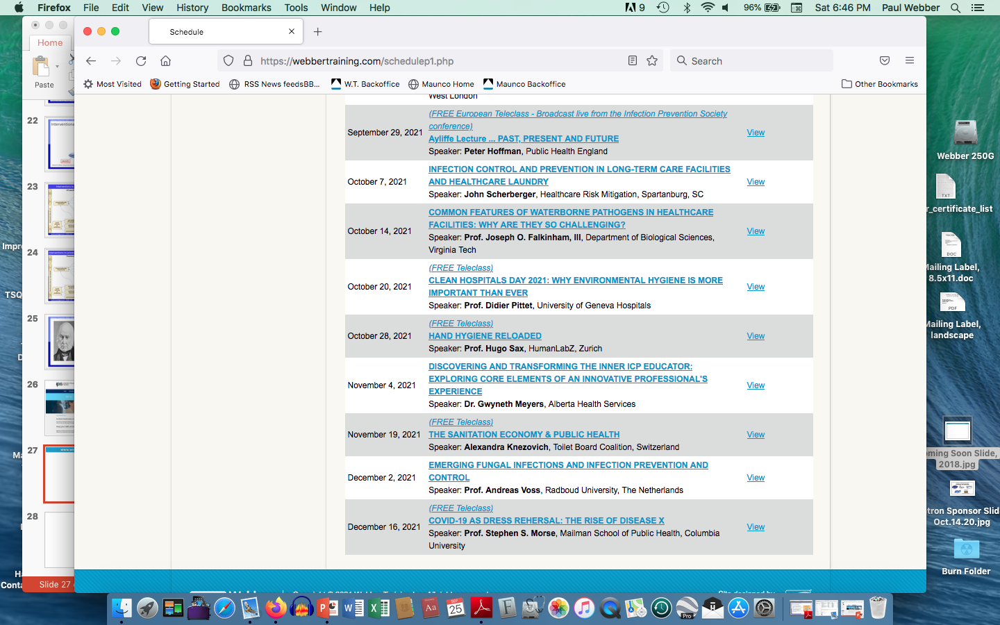 Firefox File Edit View History Bookmarks Tools Window Help 9 96% Sat 6:46 PM Paul Webber
Schedule
Home
https://webbertraining.com/schedulep1.php
Search
Paste
Most Visited Getting Started RSS News feedsBB... W.T. Backoffice Maunco Home Maunco Backoffice Other Bookmarks
West London
September 29, 2021
(FREE European Teleclass - Broadcast live from the Infection Prevention Society
conference)
Ayliffe Lecture ... PAST, PRESENT AND FUTURE
Speaker: Peter Hoffman, Public Health England
View
October 7, 2021
INFECTION CONTROL AND PREVENTION IN LONG-TERM CARE FACILITIES
AND HEALTHCARE LAUNDRY
Speaker: John Scherberger, Healthcare Risk Mitigation, Spartanburg, SC
View
October 14, 2021
COMMON FEATURES OF WATERBORNE PATHOGENS IN HEALTHCARE
FACILITIES: WHY ARE THEY SO CHALLENGING?
Speaker: Prof. Joseph O. Falkinham, III, Department of Biological Sciences,
Virginia Tech
View
October 20, 2021
(FREE Teleclass)
CLEAN HOSPITALS DAY 2021: WHY ENVIRONMENTAL HYGIENE IS MORE
IMPORTANT THAN EVER
Speaker: Prof. Didier Pittet, University of Geneva Hospitals
View
October 28, 2021
(FREE Teleclass)
HAND HYGIENE RELOADED
Speaker: Prof. Hugo Sax, HumanLabZ, Zurich
View
November 4, 2021
DISCOVERING AND TRANSFORMING THE INNER ICP EDUCATOR:
EXPLORING CORE ELEMENTS OF AN INNOVATIVE PROFESSIONAL'S
EXPERIENCE
Speaker: Dr. Gwyneth Meyers, Alberta Health Services
View
November 19, 2021
(FREE Teleclass)
THE SANITATION ECONOMY & PUBLIC HEALTH
Speaker: Alexandra Knezovich, Toilet Board Coalition, Switzerland
View
December 2, 2021
EMERGING FUNGAL INFECTIONS AND INFECTION PREVENTION AND
CONTROL
Speaker: Prof. Andreas Voss, Radboud University, The Netherlands
View
December 16, 2021
(FREE Teleclass)
COVID-19 AS DRESS REHERSAL: THE RISE OF DISEASE X
Speaker: Prof. Stephen S. Morse, Mailman School of Public Health, Columbia
University
View
22
23
24
25
26
27
28
Slide 27
Impr
TSQ
Ma
Ha
Conta
Webber 250G
TXT
r_certificate_list
DOC
Mailing Label,
8.5x11.doc
PDF
Mailing Label,
landscape
oming Soon Slide,
2018.jpg
tron Sponsor Slid
Oct.14.20.jpg
Burn Folder
SEP
25
Aa
Pro